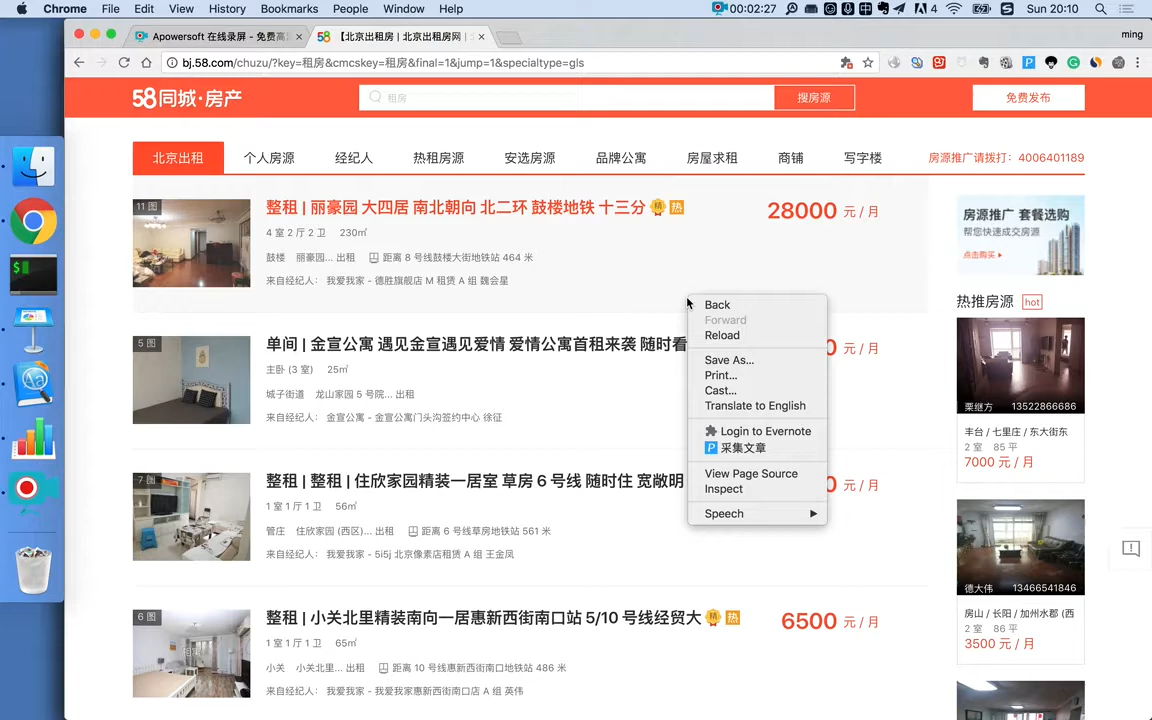 Chrome File Edit View History Bookmarks People Window Help 00:02:27 4 Sun 20:10
Apowersoft 在线录屏 - 免费高
58 【北京出租房 | 北京出租房网 |
ming
bj.58.com/chuzu/?key=租房&cmcskey=租房&final=1&jump=1&specialtype=gls
58同城·房产
租房
搜房源
免费发布
北京出租 个人房源 经纪人 热租房源 安选房源 品牌公寓 房屋求租 商铺 写字楼 房源推广请拨打：4006401189
11 图
整租 | 丽豪园 大四居 南北朝向 北二环 鼓楼地铁 十三分 精 热
28000 元 / 月
4 室 2 厅 2 卫 230㎡
鼓楼 丽豪园... 出租 距离 8 号线鼓楼大街地铁站 464 米
来自经纪人： 我爱我家 - 德胜旗舰店 M 租赁 A 组 魏会星
5 图
单间 | 金宣公寓 遇见金宣遇见爱情 爱情公寓首租来袭 随时看
0 元 / 月
主卧 (3 室) 25㎡
城子街道 龙山家园 5 号院... 出租
来自经纪人： 金宣公寓 - 金宣公寓门头沟签约中心 徐征
7 图
整租 | 整租 | 住欣家园精装一居室 草房 6 号线 随时住 宽敞明
0 元 / 月
1 室 1 厅 1 卫 56㎡
管庄 住欣家园 (西区)... 出租 距离 6 号线草房地铁站 561 米
来自经纪人： 我爱我家 - 5i5j 北京像素店租赁 A 组 王金凤
6 图
整租 | 小关北里精装南向一居惠新西街南口站 5/10 号线经贸大 精 热
6500 元 / 月
1 室 1 厅 1 卫 65㎡
小关 小关北里... 出租 距离 10 号线惠新西街南口地铁站 486 米
来自经纪人： 我爱我家 - 我爱我家惠新西街南口店 A 组 英伟
Back
Forward
Reload
Save As...
Print...
Cast...
Translate to English
Login to Evernote
采集文章
View Page Source
Inspect
Speech
房源推广 套餐选购
帮您快速成交房源
点击购买
热推房源 hot
栗继方 13522866686
丰台 / 七里庄 / 东大街东
2 室 85 平
7000 元 / 月
德大伟 13466541846
房山 / 长阳 / 加州水郡 (西
2 室 86 平
3500 元 / 月